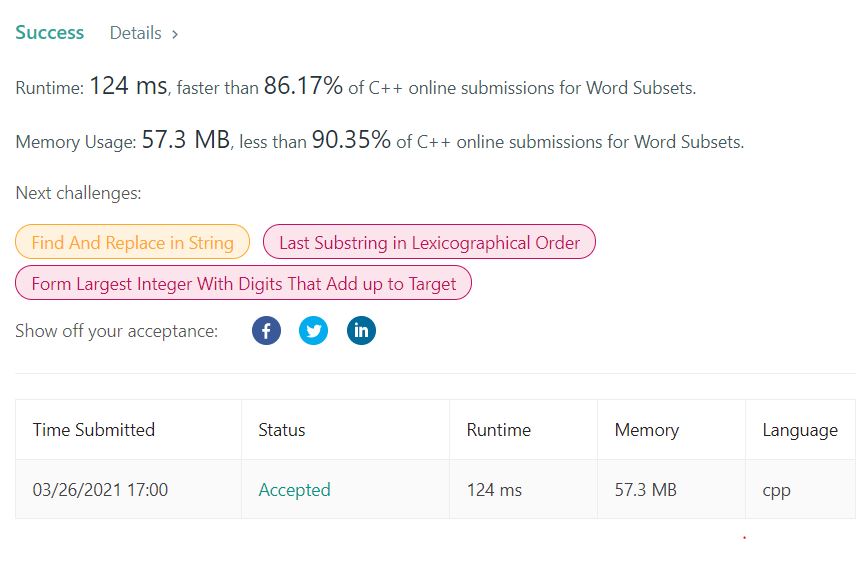 Success Details >
Runtime: 124 ms, faster than 86.17% of C++ online submissions for Word Subsets.
Memory Usage: 57.3 MB, less than 90.35% of C++ online submissions for Word Subsets.
Next challenges:
Find And Replace in String Last Substring in Lexicographical Order
Form Largest Integer With Digits That Add up to Target
Show off your acceptance: f in
Time Submitted Status Runtime Memory Language
03/26/2021 17:00 Accepted 124 ms 57.3 MB cpp